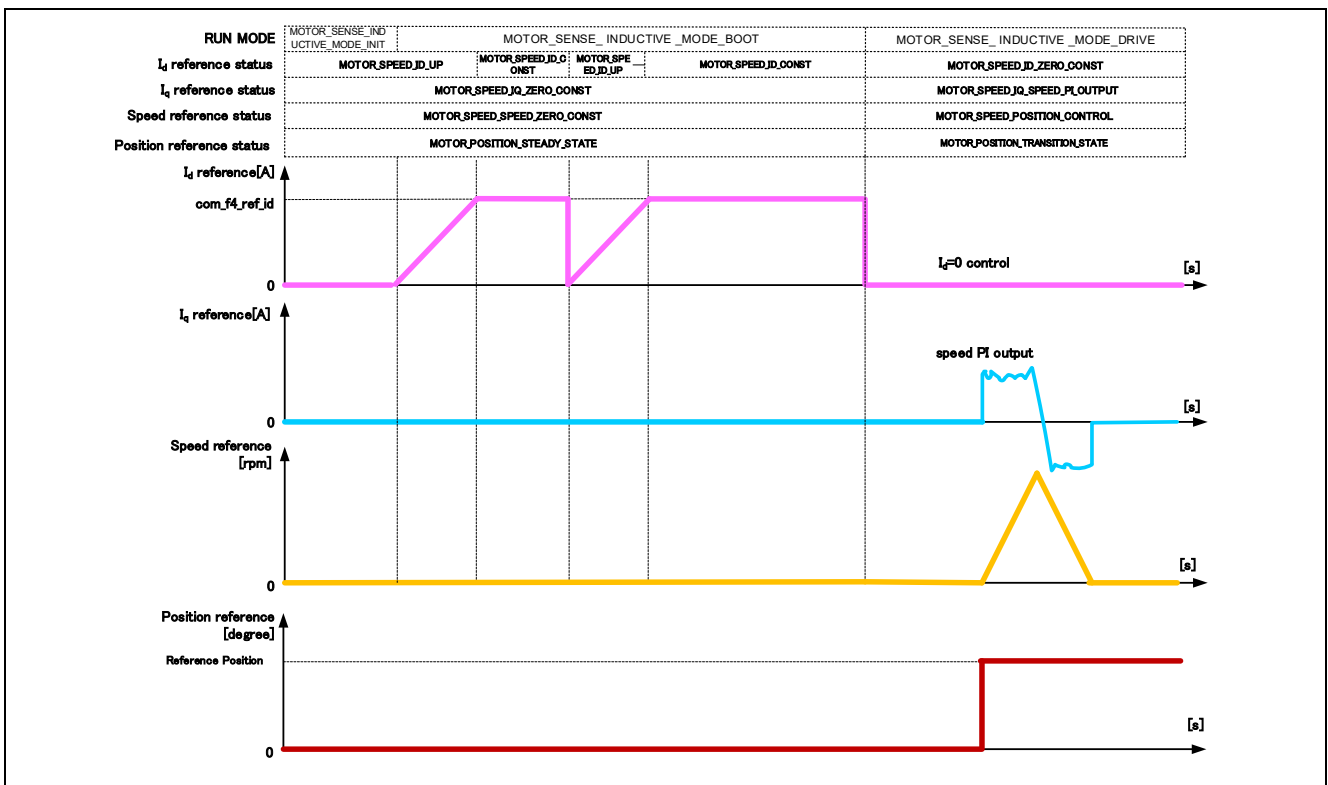 RUN MODE
MOTOR_SENSE_IND
UCTIVE_MODE_INIT
MOTOR_SENSE_ INDUCTIVE _MODE_BOOT
MOTOR_SENSE_ INDUCTIVE _MODE_DRIVE
Id reference status
MOTOR_SPEED_ID_UP
MOTOR_SPEED_ID_C
ONST
MOTOR_SPE
ED_ID_UP
MOTOR_SPEED_ID_CONST
MOTOR_SPEED_ID_ZERO_CONST
Iq reference status
MOTOR_SPEED_IQ_ZERO_CONST
MOTOR_SPEED_IQ_SPEED_PI_OUTPUT
Speed reference status
MOTOR_SPEED_SPEED_ZERO_CONST
MOTOR_SPEED_POSITION_CONTROL
Position reference status
MOTOR_POSITION_STEADY_STATE
MOTOR_POSITION_TRANSITION_STATE
Id reference[A]
com_f4_ref_id
Id=0 control
[s]
0
Iq reference[A]
speed PI output
[s]
0
Speed reference
[rpm]
[s]
0
Position reference
[degree]
Reference Position
[s]
0